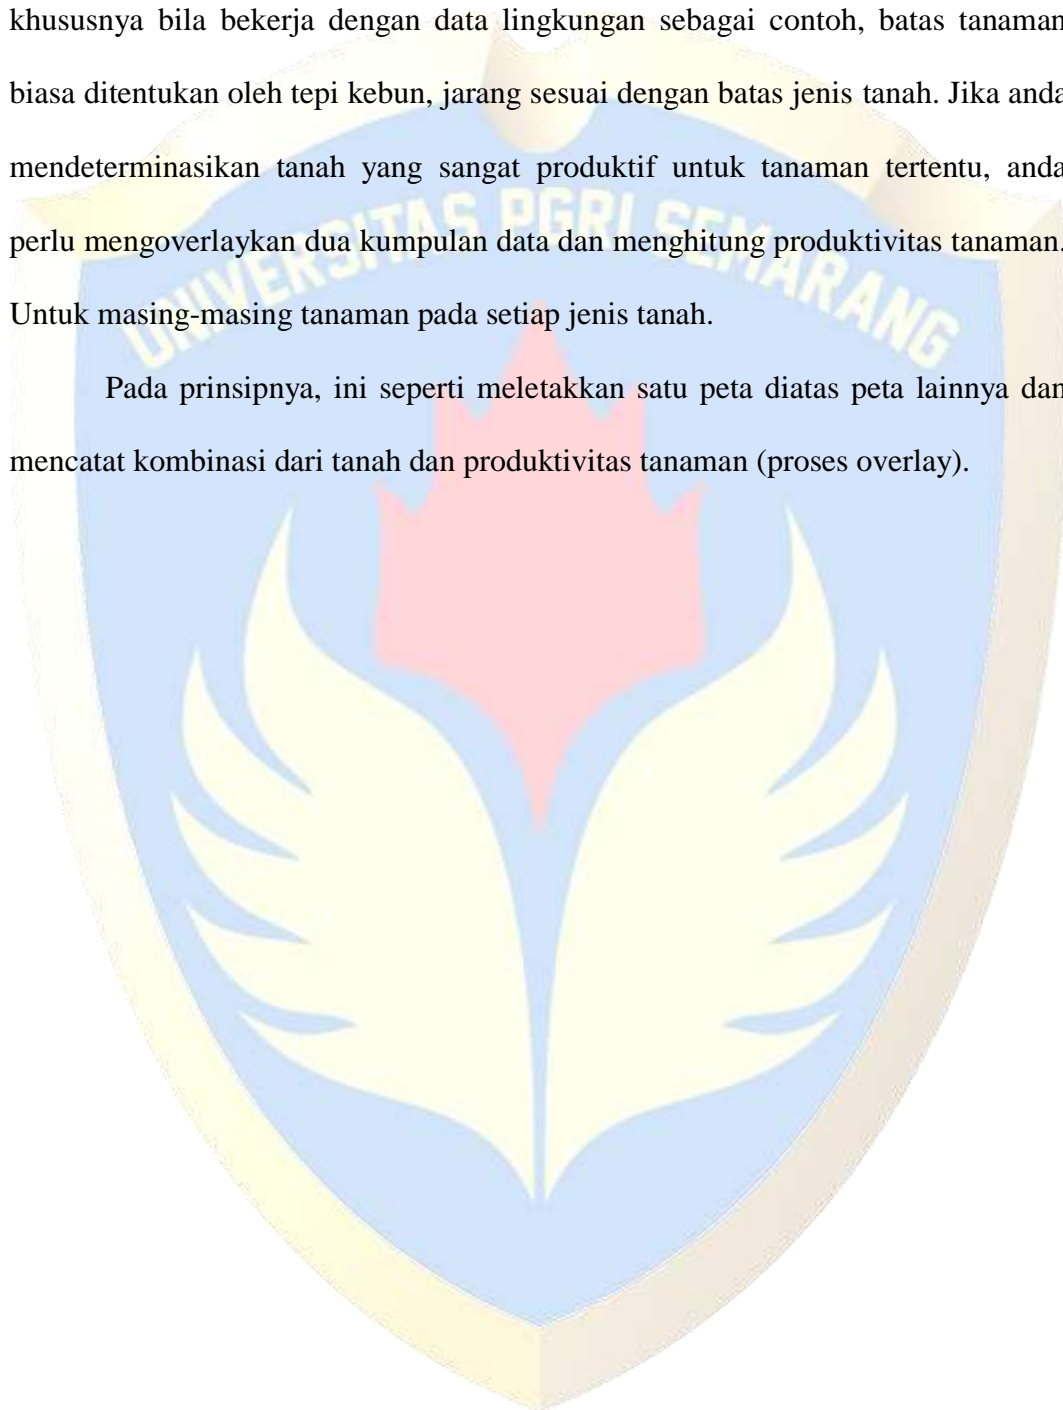 khususnya bila bekerja dengan data lingkungan sebagai contoh, batas tanaman
biasa ditentukan oleh tepi kebun, jarang sesuai dengan batas jenis tanah. Jika anda
mendeterminasikan tanah yang sangat produktif untuk tanaman tertentu, anda
perlu mengoverlaykan dua kumpulan data dan menghitung produktivitas tanaman.
Untuk masing-masing tanaman pada setiap jenis tanah.
Pada prinsipnya, ini seperti meletakkan satu peta diatas peta lainnya dan
mencatat kombinasi dari tanah dan produktivitas tanaman (proses overlay).
UNIVERSITAS PGRI SEMARANG